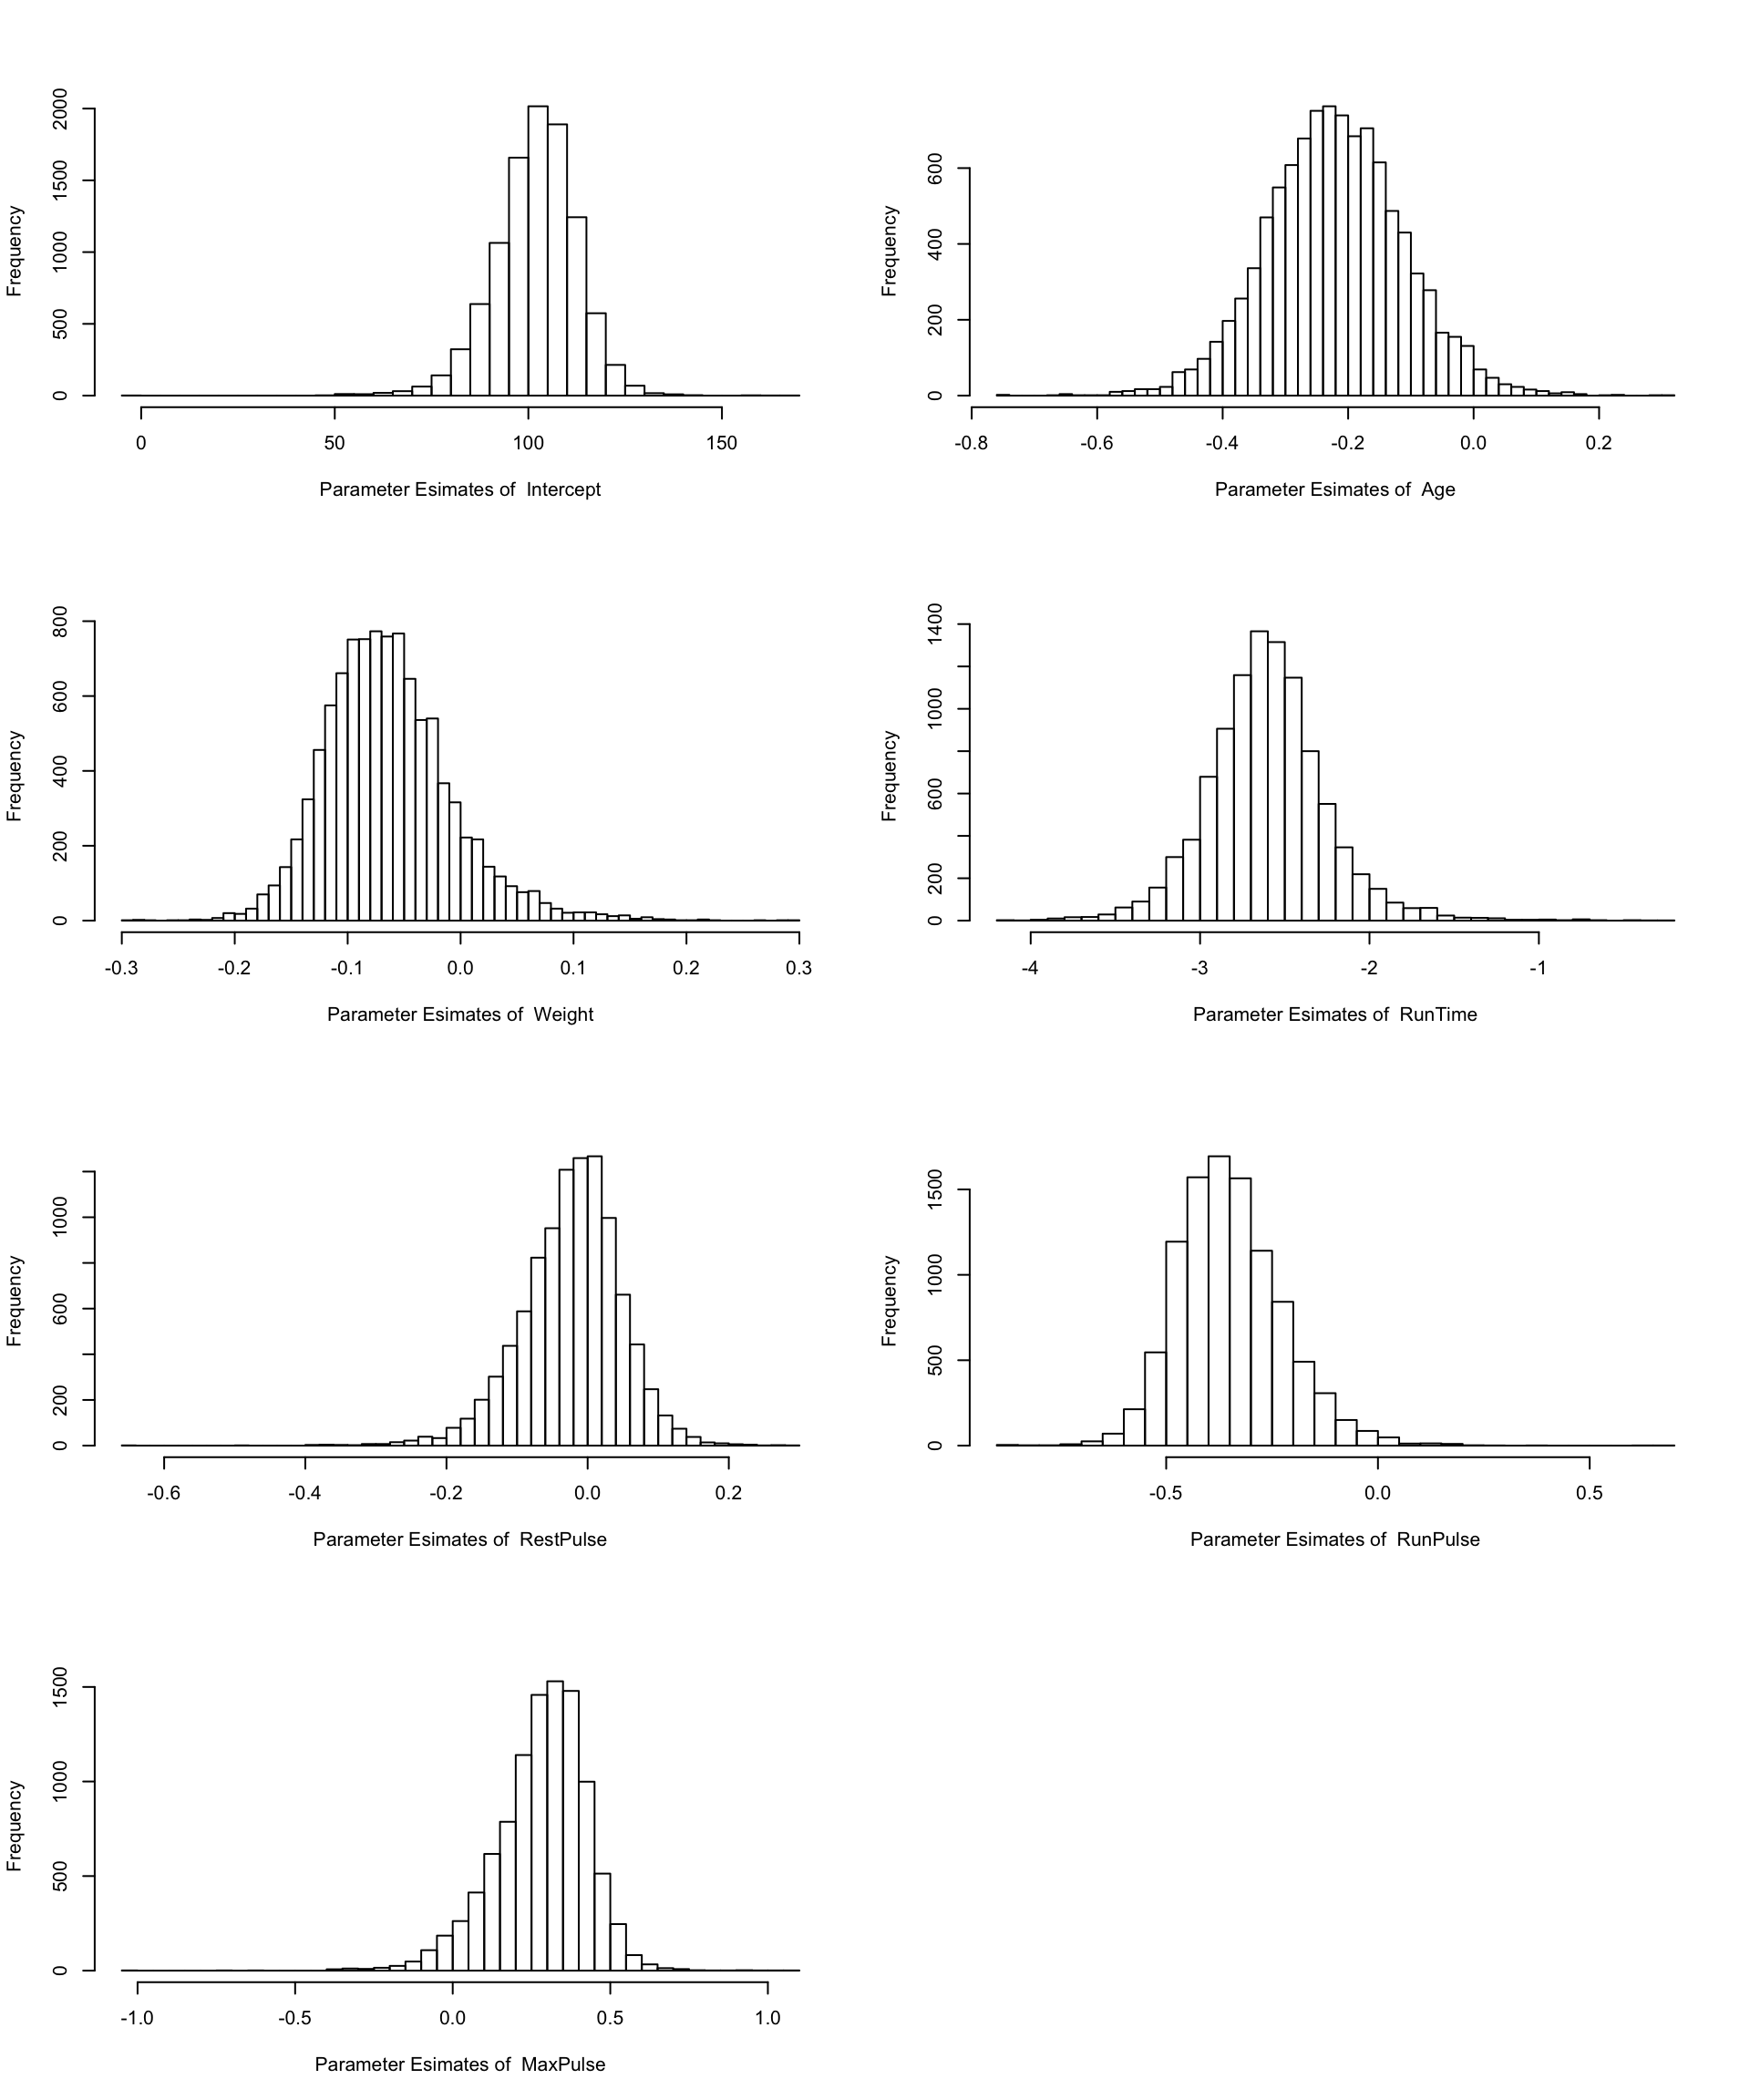 Frequency
2000
1500
1000
500
0
0 50 100 150
Parameter Esimates of Intercept
Frequency
600
400
200
0
-0.8 -0.6 -0.4 -0.2 0.0 0.2
Parameter Esimates of Age
Frequency
800
600
400
200
0
-0.3 -0.2 -0.1 0.0 0.1 0.2 0.3
Parameter Esimates of Weight
Frequency
1400
1000
600
200
0
-4 -3 -2 -1
Parameter Esimates of RunTime
Frequency
1000
600
200
0
-0.6 -0.4 -0.2 0.0 0.2
Parameter Esimates of RestPulse
Frequency
1500
1000
500
0
-0.5 0.0 0.5
Parameter Esimates of RunPulse
Frequency
1500
1000
500
0
-1.0 -0.5 0.0 0.5 1.0
Parameter Esimates of MaxPulse